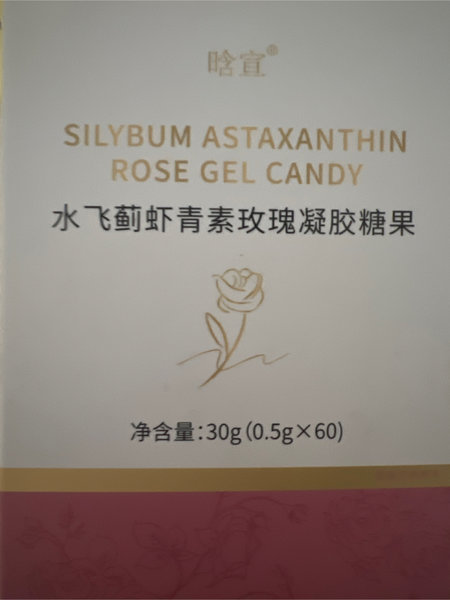 晗宣®
SILYBUM ASTAXANTHIN
ROSE GEL CANDY
水飞蓟虾青素玫瑰凝胶糖果
净含量:30g(0.5g×60)